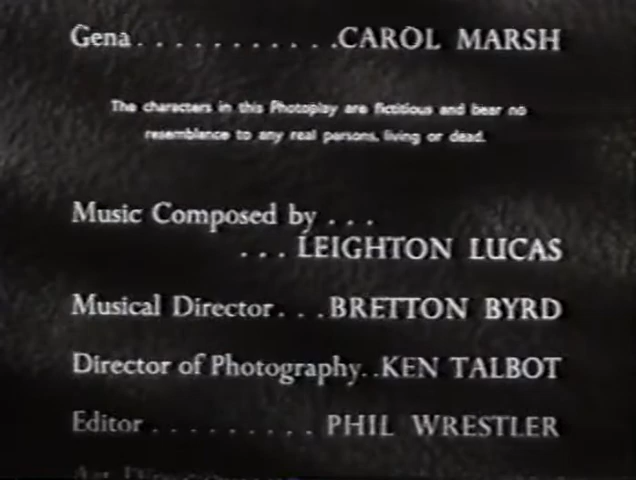 Gena. . . . . . . . . . . .CAROL MARSH
The characters in this Photoplay are fictitious and bear no
resemblance to any real persons, living or dead.
Music Composed by . . .
. . . LEIGHTON LUCAS
Musical Director. . .BRETTON BYRD
Director of Photography. .KEN TALBOT
Editor . . . . . . . . . PHIL WRESTLER